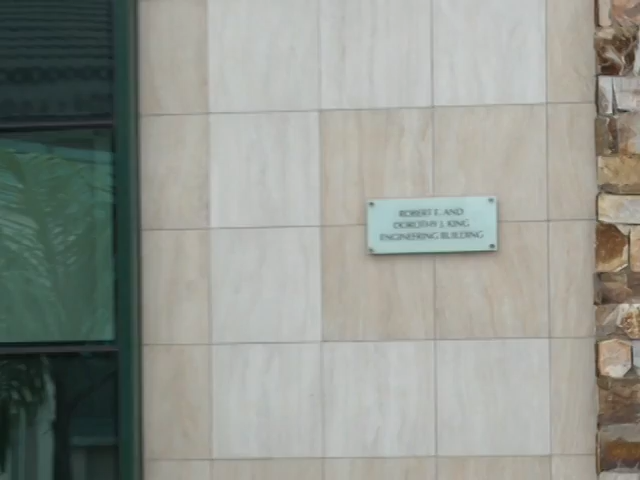 ROBERT F. AND
DOROTHY J. KING
ENGINEERING BUILDING